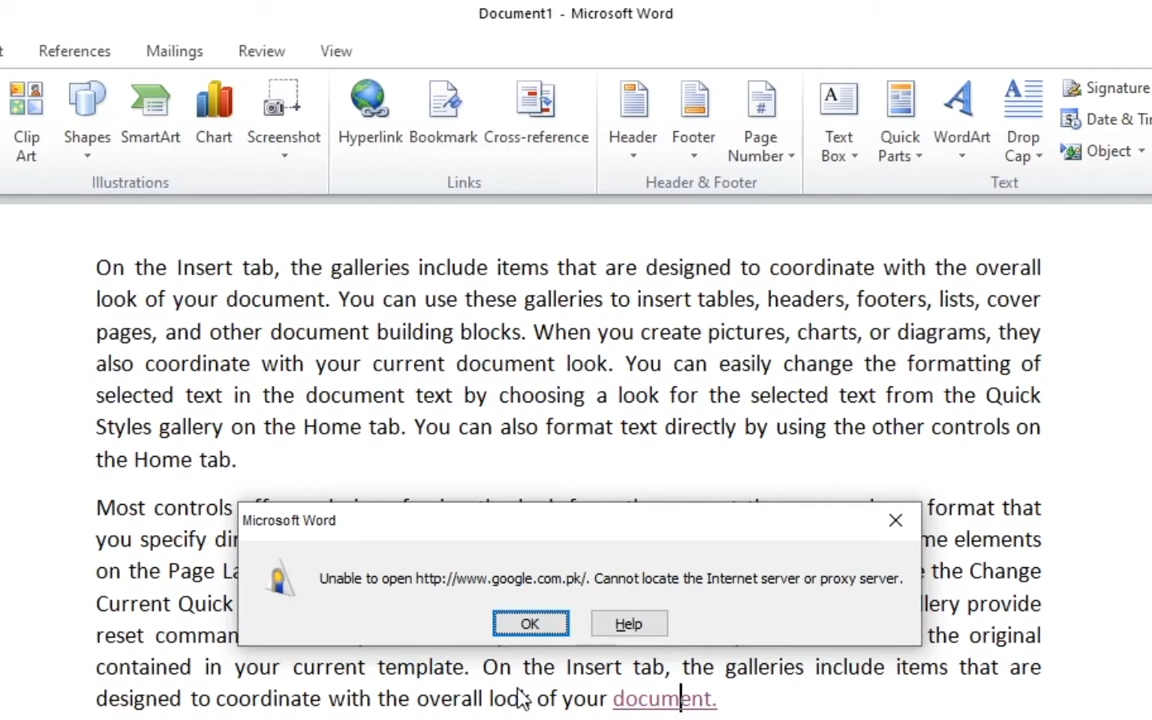 Document1 - Microsoft Word
References Mailings Review View
Clip Art Shapes SmartArt Chart Screenshot Hyperlink Bookmark Cross-reference Header Footer Page Number Text Box Quick Parts WordArt Drop Cap Signature
Date &
Object
Illustrations Links Header & Footer Text
On the Insert tab, the galleries include items that are designed to coordinate with the overall
look of your document. You can use these galleries to insert tables, headers, footers, lists, cover
pages, and other document building blocks. When you create pictures, charts, or diagrams, they
also coordinate with your current document look. You can easily change the formatting of
selected text in the document text by choosing a look for the selected text from the Quick
Styles gallery on the Home tab. You can also format text directly by using the other controls on
the Home tab.
Most controls format that
you specify elements
on the Page the Change
Current Quick provide
reset the original
contained in your current template. On the Insert tab, the galleries include items that are
designed to coordinate with the overall look of your document.
Microsoft Word
Unable to open http://www.google.com.pk/. Cannot locate the Internet server or proxy server.
OK Help